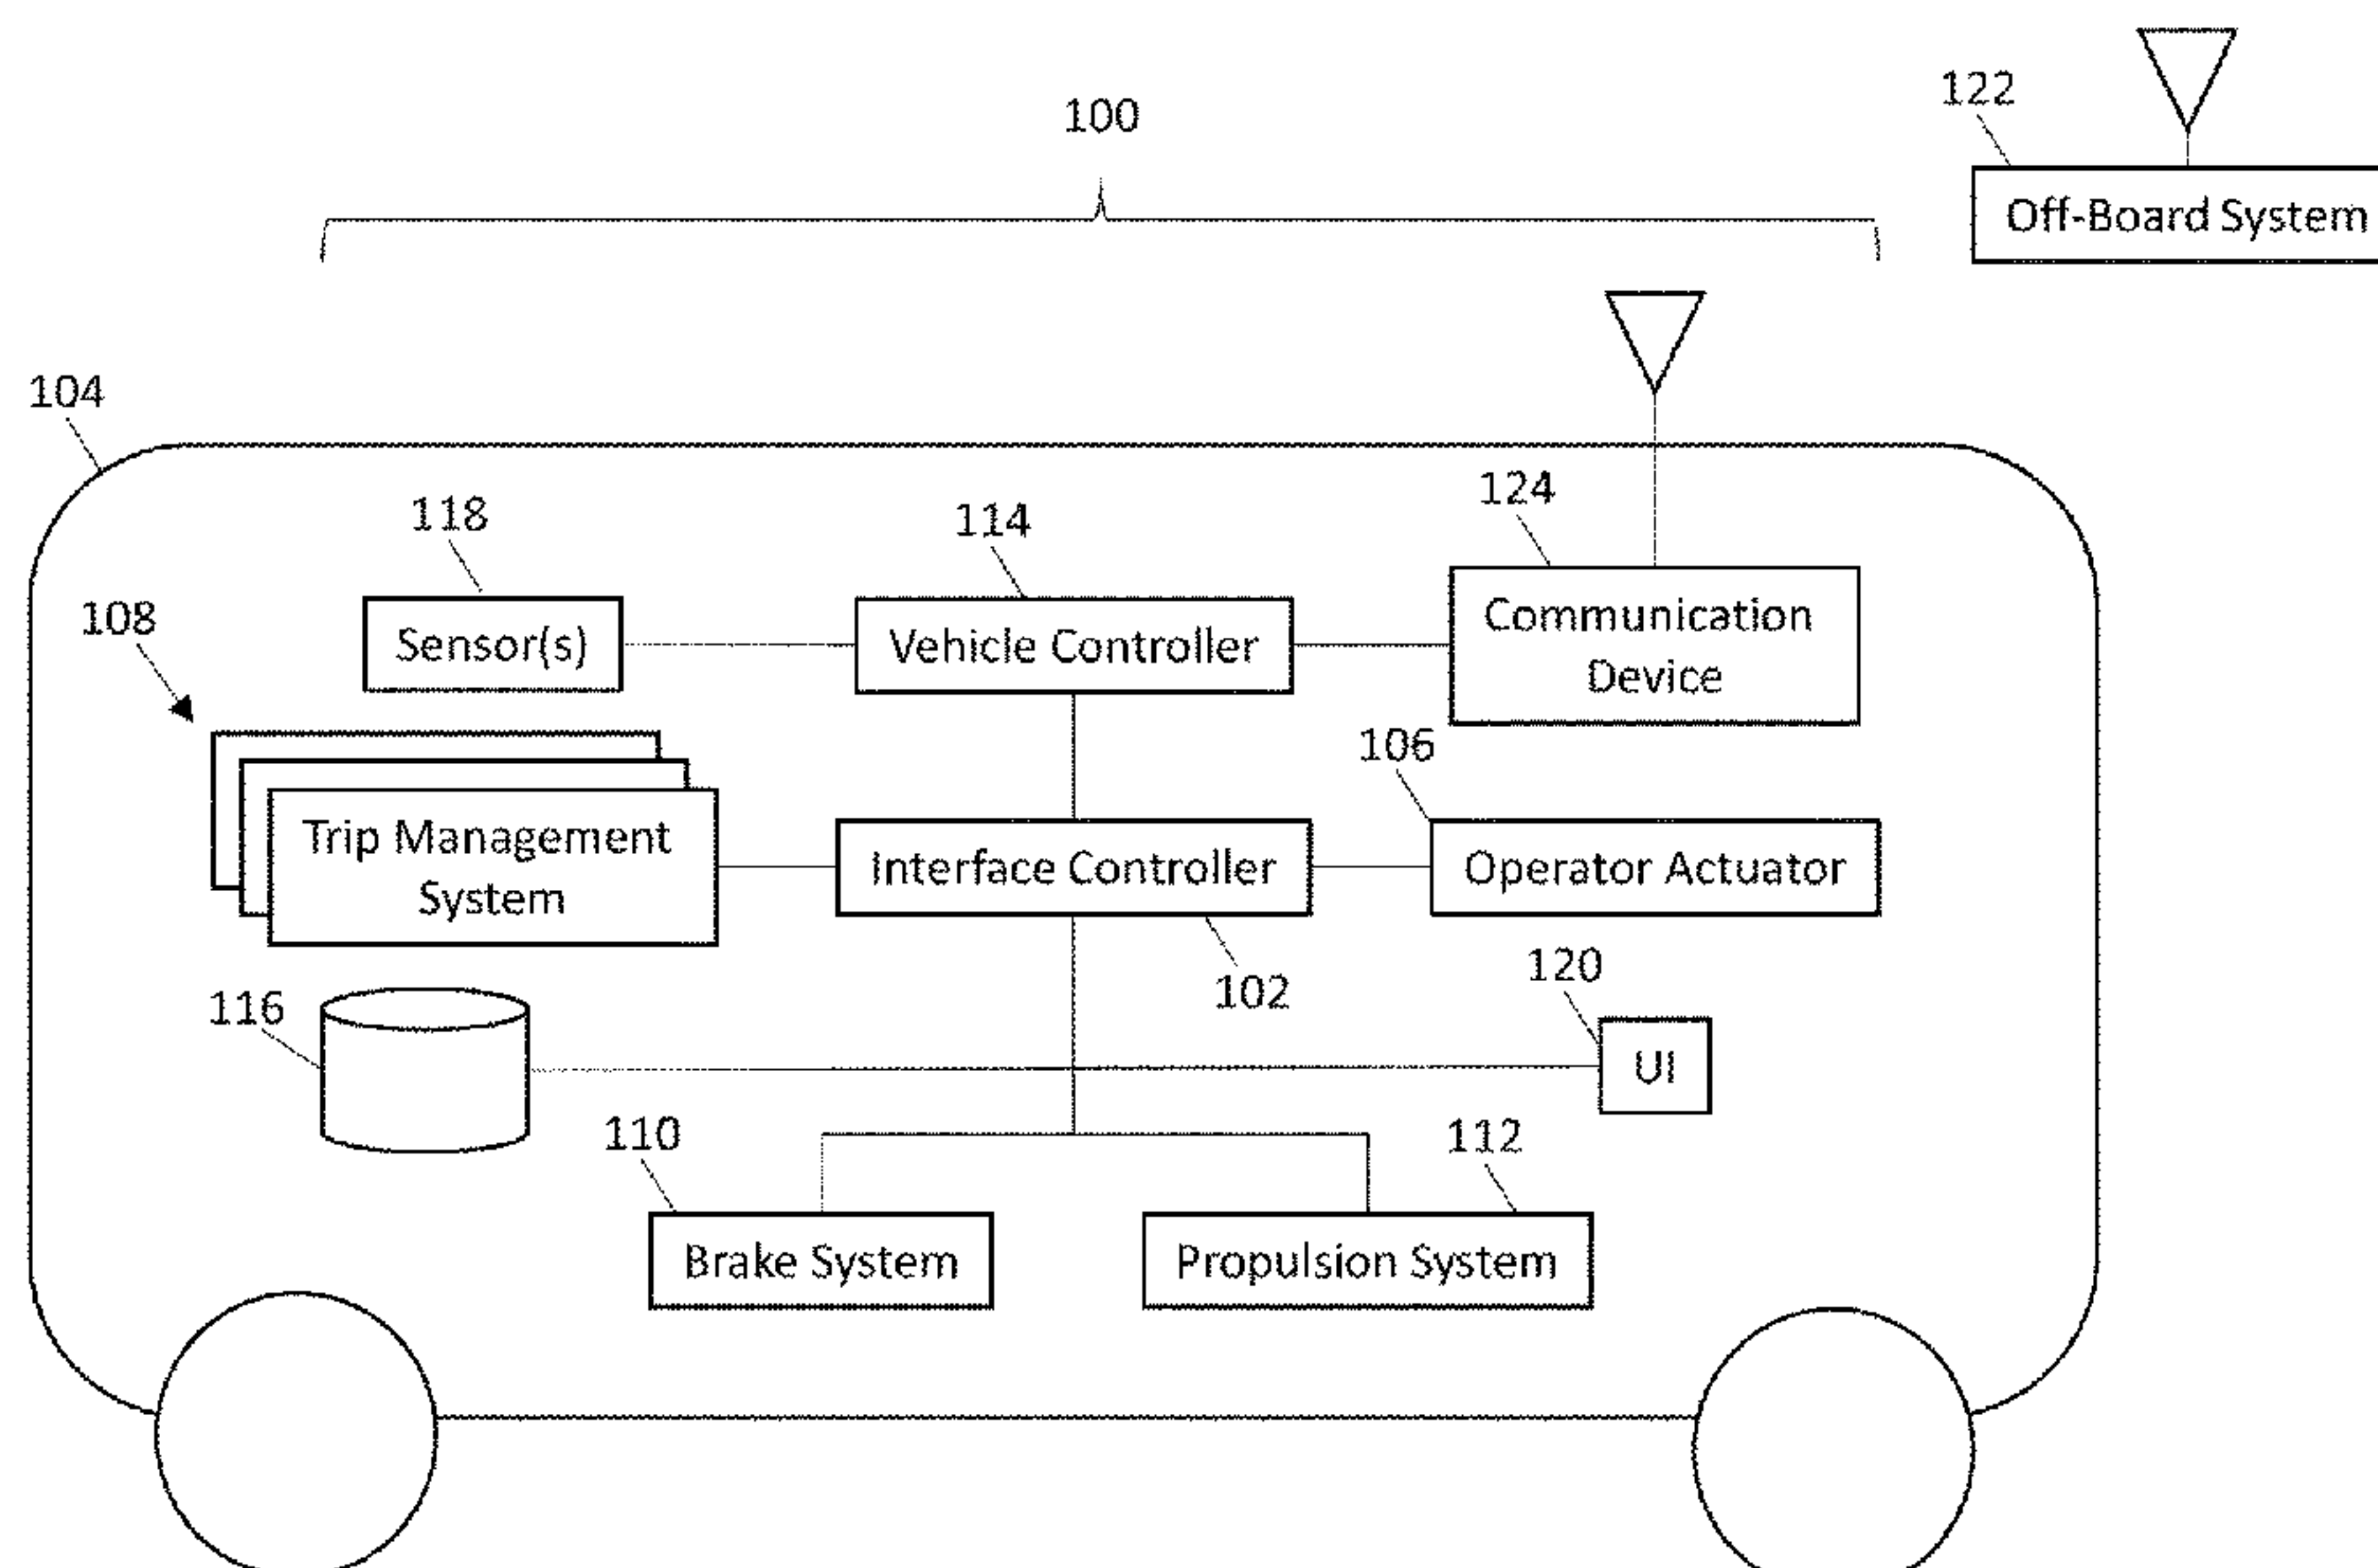 122
100
Off-Board System
104
124
118
114
Communication
Device
108
Sensor(s)
Vehicle Controller
106
Trip Management
System
Interface Controller
Operator Actuator
102
120
116
UI
110
112
Brake System
Propulsion System